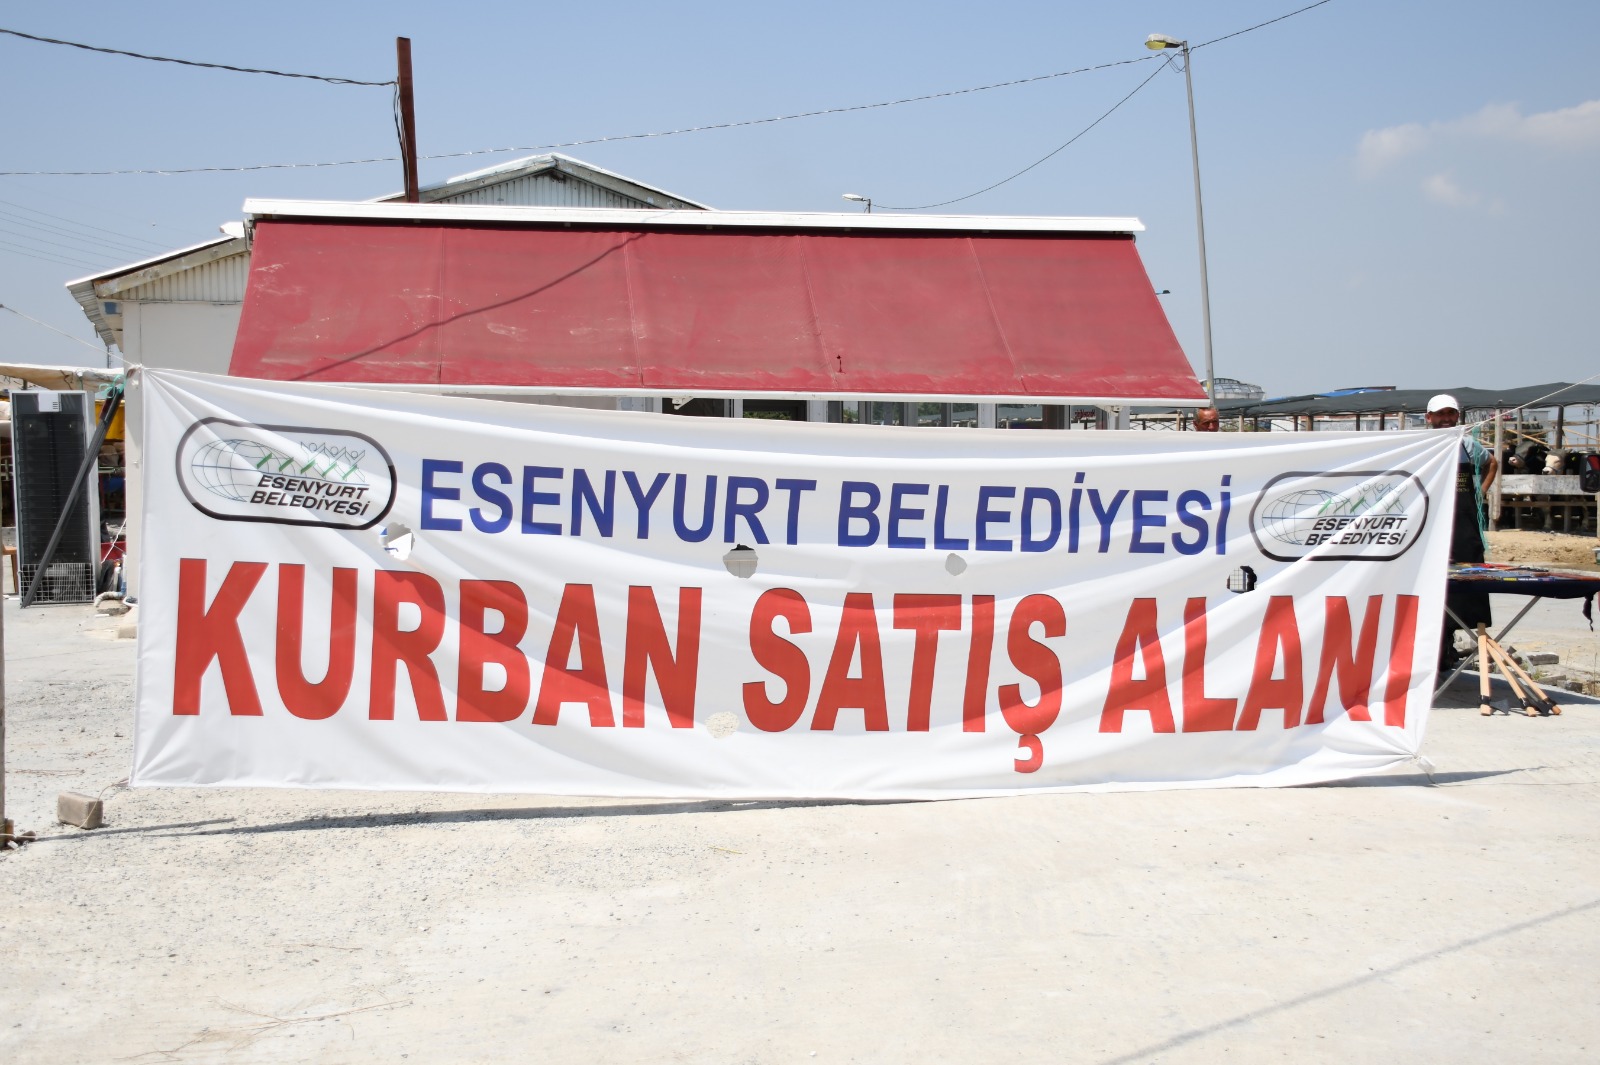 ESENYURT
BELEDİYESİ
ESENYURT BELEDİYESİ
ESENYURT
BELEDİYESİ
KURBAN SATIŞ ALANI